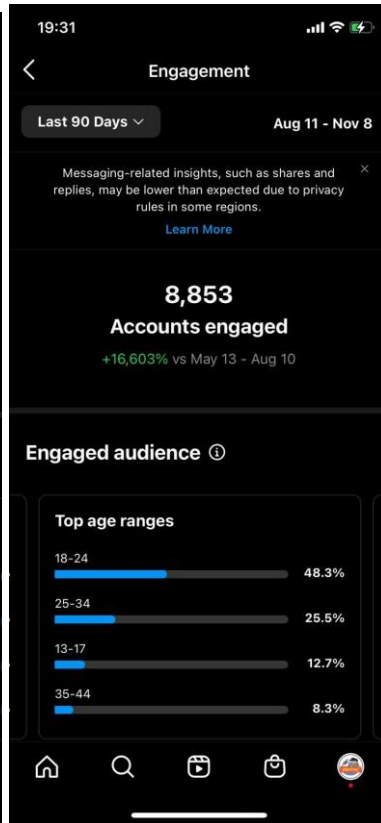 19:31
Engagement
Last 90 Days
Aug 11 - Nov 8
Messaging-related insights, such as shares and
replies, may be lower than expected due to privacy
rules in some regions.
Learn More
8,853
Accounts engaged
+16,603% vs May 13 - Aug 10
Engaged audience
Top age ranges
18-24
48.3%
25-34
25.5%
13-17
12.7%
35-44
8.3%